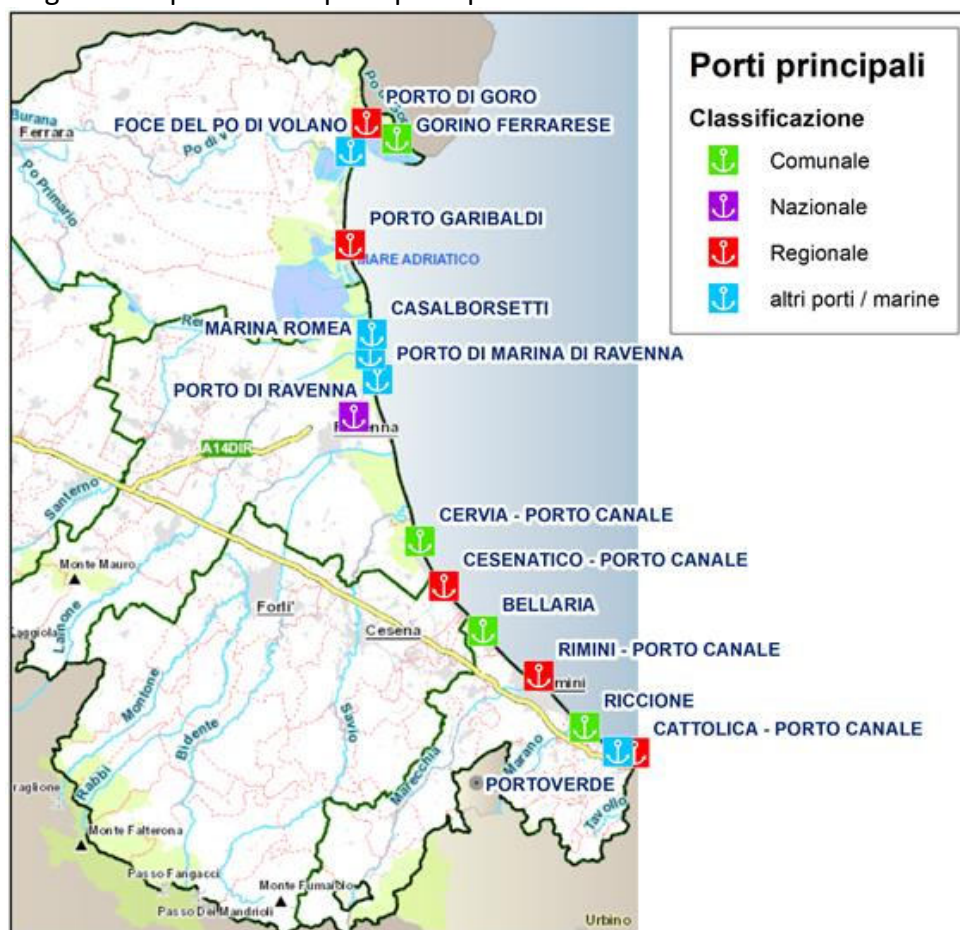 Porti principali
Classificazione
Comunale
Nazionale
Regionale
altri porti / marine
PORTO DI GORO
FOCE DEL PO DI VOLANO
GORINO FERRARESE
Burana
Ferrara
Po di V
Po Primario
PORTO GARIBALDI
MARE ADRIATICO
CASALBORSETTI
MARINA ROMEA
PORTO DI MARINA DI RAVENNA
PORTO DI RAVENNA
enna
A14DIR
Santerno
CERVIA - PORTO CANALE
CESENATICO - PORTO CANALE
Monte Mauro
BELLARIA
Forli'
Cesena
Lamone
RIMINI - PORTO CANALE
mini
RICCIONE
Montone
Bidente
Savio
CATTOLICA - PORTO CANALE
Marecchia
Marano
PORTOVERDE
Rabbi
Tavollo
Monte Falterona
Passo Fangacci
Monte Fumaiolo
Passo Dei Mandrioli
Urbino